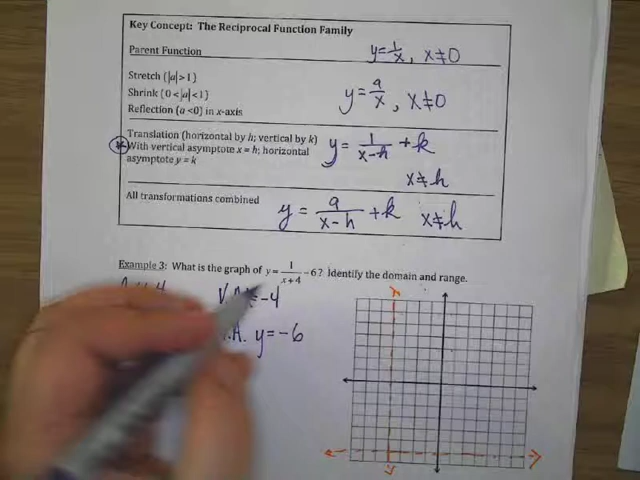 Key Concept: The Reciprocal Function Family
Parent Function y = 1/x, x ≠ 0
Stretch (|a| > 1)
Shrink (0 < |a| < 1) y = a/x, x ≠ 0
Reflection (a < 0) in x-axis
Translation (horizontal by h; vertical by k) y = 1/(x-h) + k
With vertical asymptote x = h; horizontal
asymptote y = k x ≠ h
All transformations combined y = a/(x-h) + k x ≠ h
Example 3: What is the graph of y = 1/(x+4) - 6? Identify the domain and range.
V.A. = -4
.A. y = -6